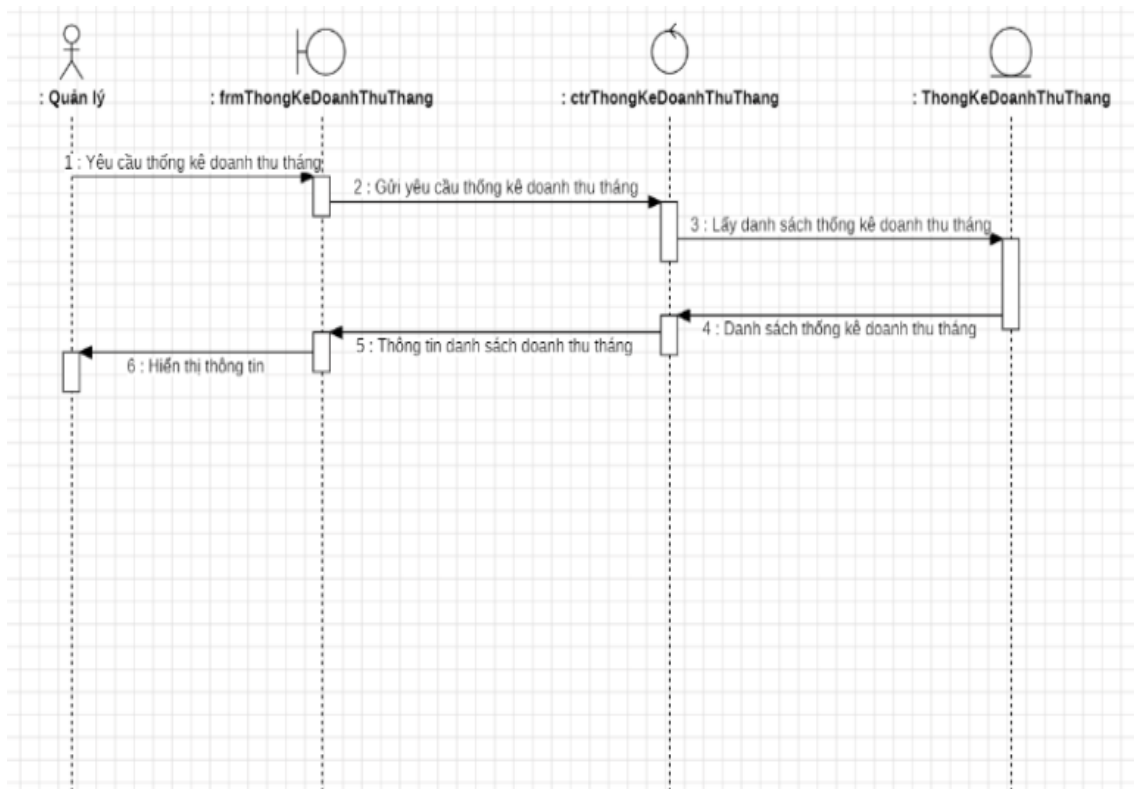 : Quản lý
: frmThongKeDoanhThuThang
: ctrThongKeDoanhThuThang
: ThongKeDoanhThuThang
1 : Yêu cầu thống kê doanh thu tháng
2 : Gửi yêu cầu thống kê doanh thu tháng
3 : Lấy danh sách thống kê doanh thu tháng
4 : Danh sách thống kê doanh thu tháng
5 : Thông tin danh sách doanh thu tháng
6 : Hiển thị thông tin